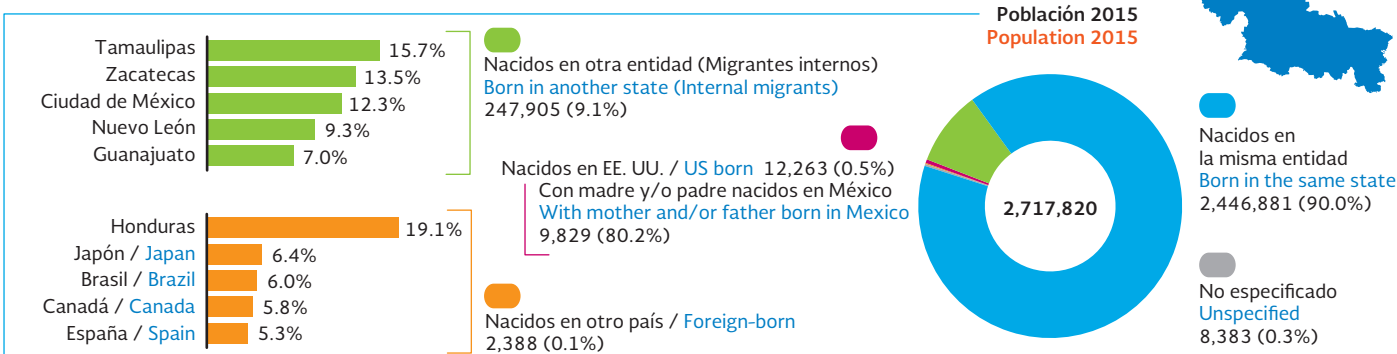 Población 2015
Population 2015
Tamaulipas 15.7%
Zacatecas 13.5%
Ciudad de México 12.3%
Nuevo León 9.3%
Guanajuato 7.0%
Nacidos en otra entidad (Migrantes internos)
Born in another state (Internal migrants)
247,905 (9.1%)
Nacidos en EE. UU. / US born 12,263 (0.5%)
Con madre y/o padre nacidos en México
With mother and/or father born in Mexico
9,829 (80.2%)
Honduras 19.1%
Japón / Japan 6.4%
Brasil / Brazil 6.0%
Canadá / Canada 5.8%
España / Spain 5.3%
Nacidos en otro país / Foreign-born
2,388 (0.1%)
2,717,820
Nacidos en
la misma entidad
Born in the same state
2,446,881 (90.0%)
No especificado
Unspecified
8,383 (0.3%)